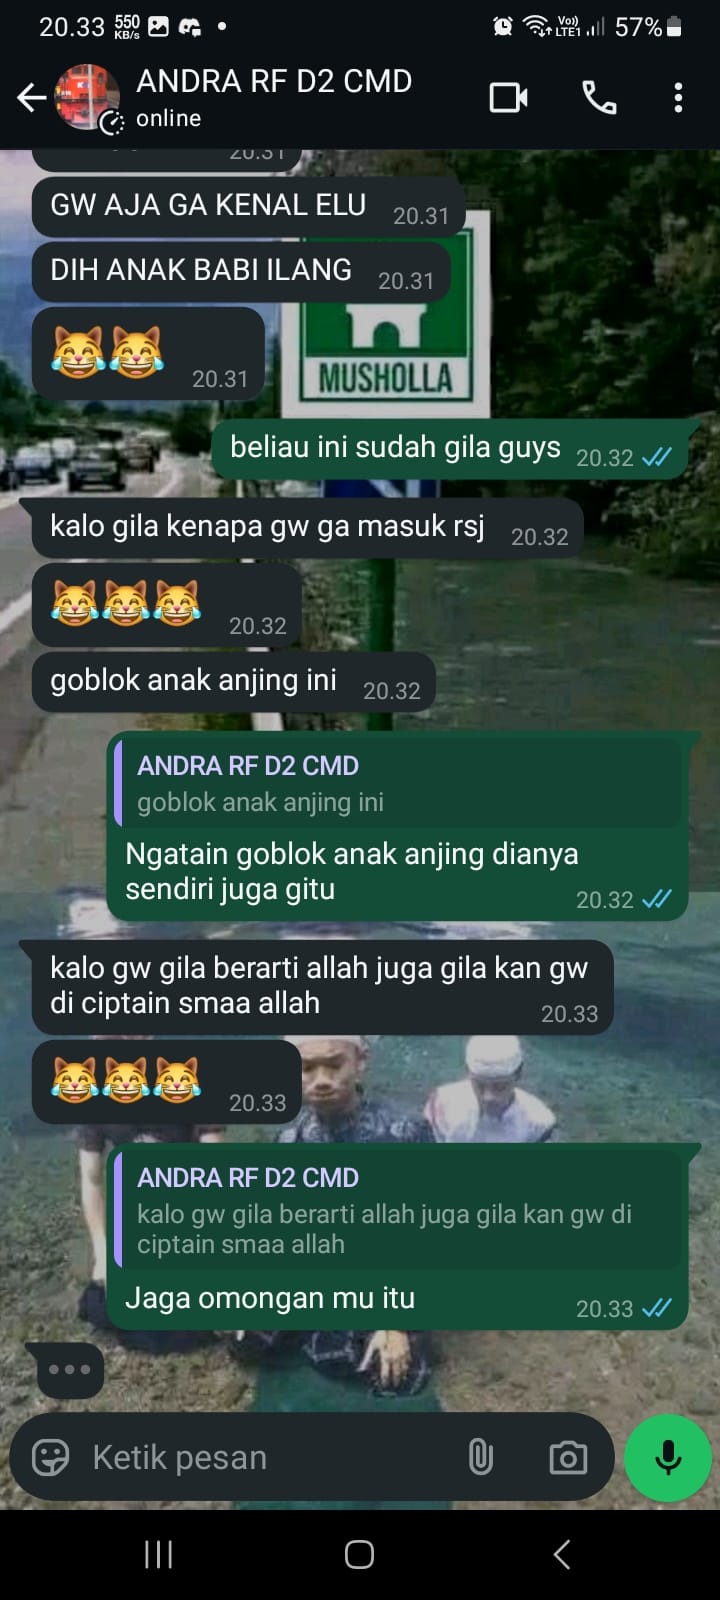 20.33 550 KB/s Vo) LTE1 57%
ANDRA RF D2 CMD
online
20.31
GW AJA GA KENAL ELU 20.31
DIH ANAK BABI ILANG 20.31
😹😹 20.31
MUSHOLLA
beliau ini sudah gila guys 20.32
kalo gila kenapa gw ga masuk rsj 20.32
😹😹😹 20.32
goblok anak anjing ini 20.32
ANDRA RF D2 CMD
goblok anak anjing ini
Ngatain goblok anak anjing dianya
sendiri juga gitu 20.32
kalo gw gila berarti allah juga gila kan gw
di ciptain smaa allah 20.33
😹😹😹 20.33
ANDRA RF D2 CMD
kalo gw gila berarti allah juga gila kan gw di
ciptain smaa allah
Jaga omongan mu itu 20.33
Ketik pesan